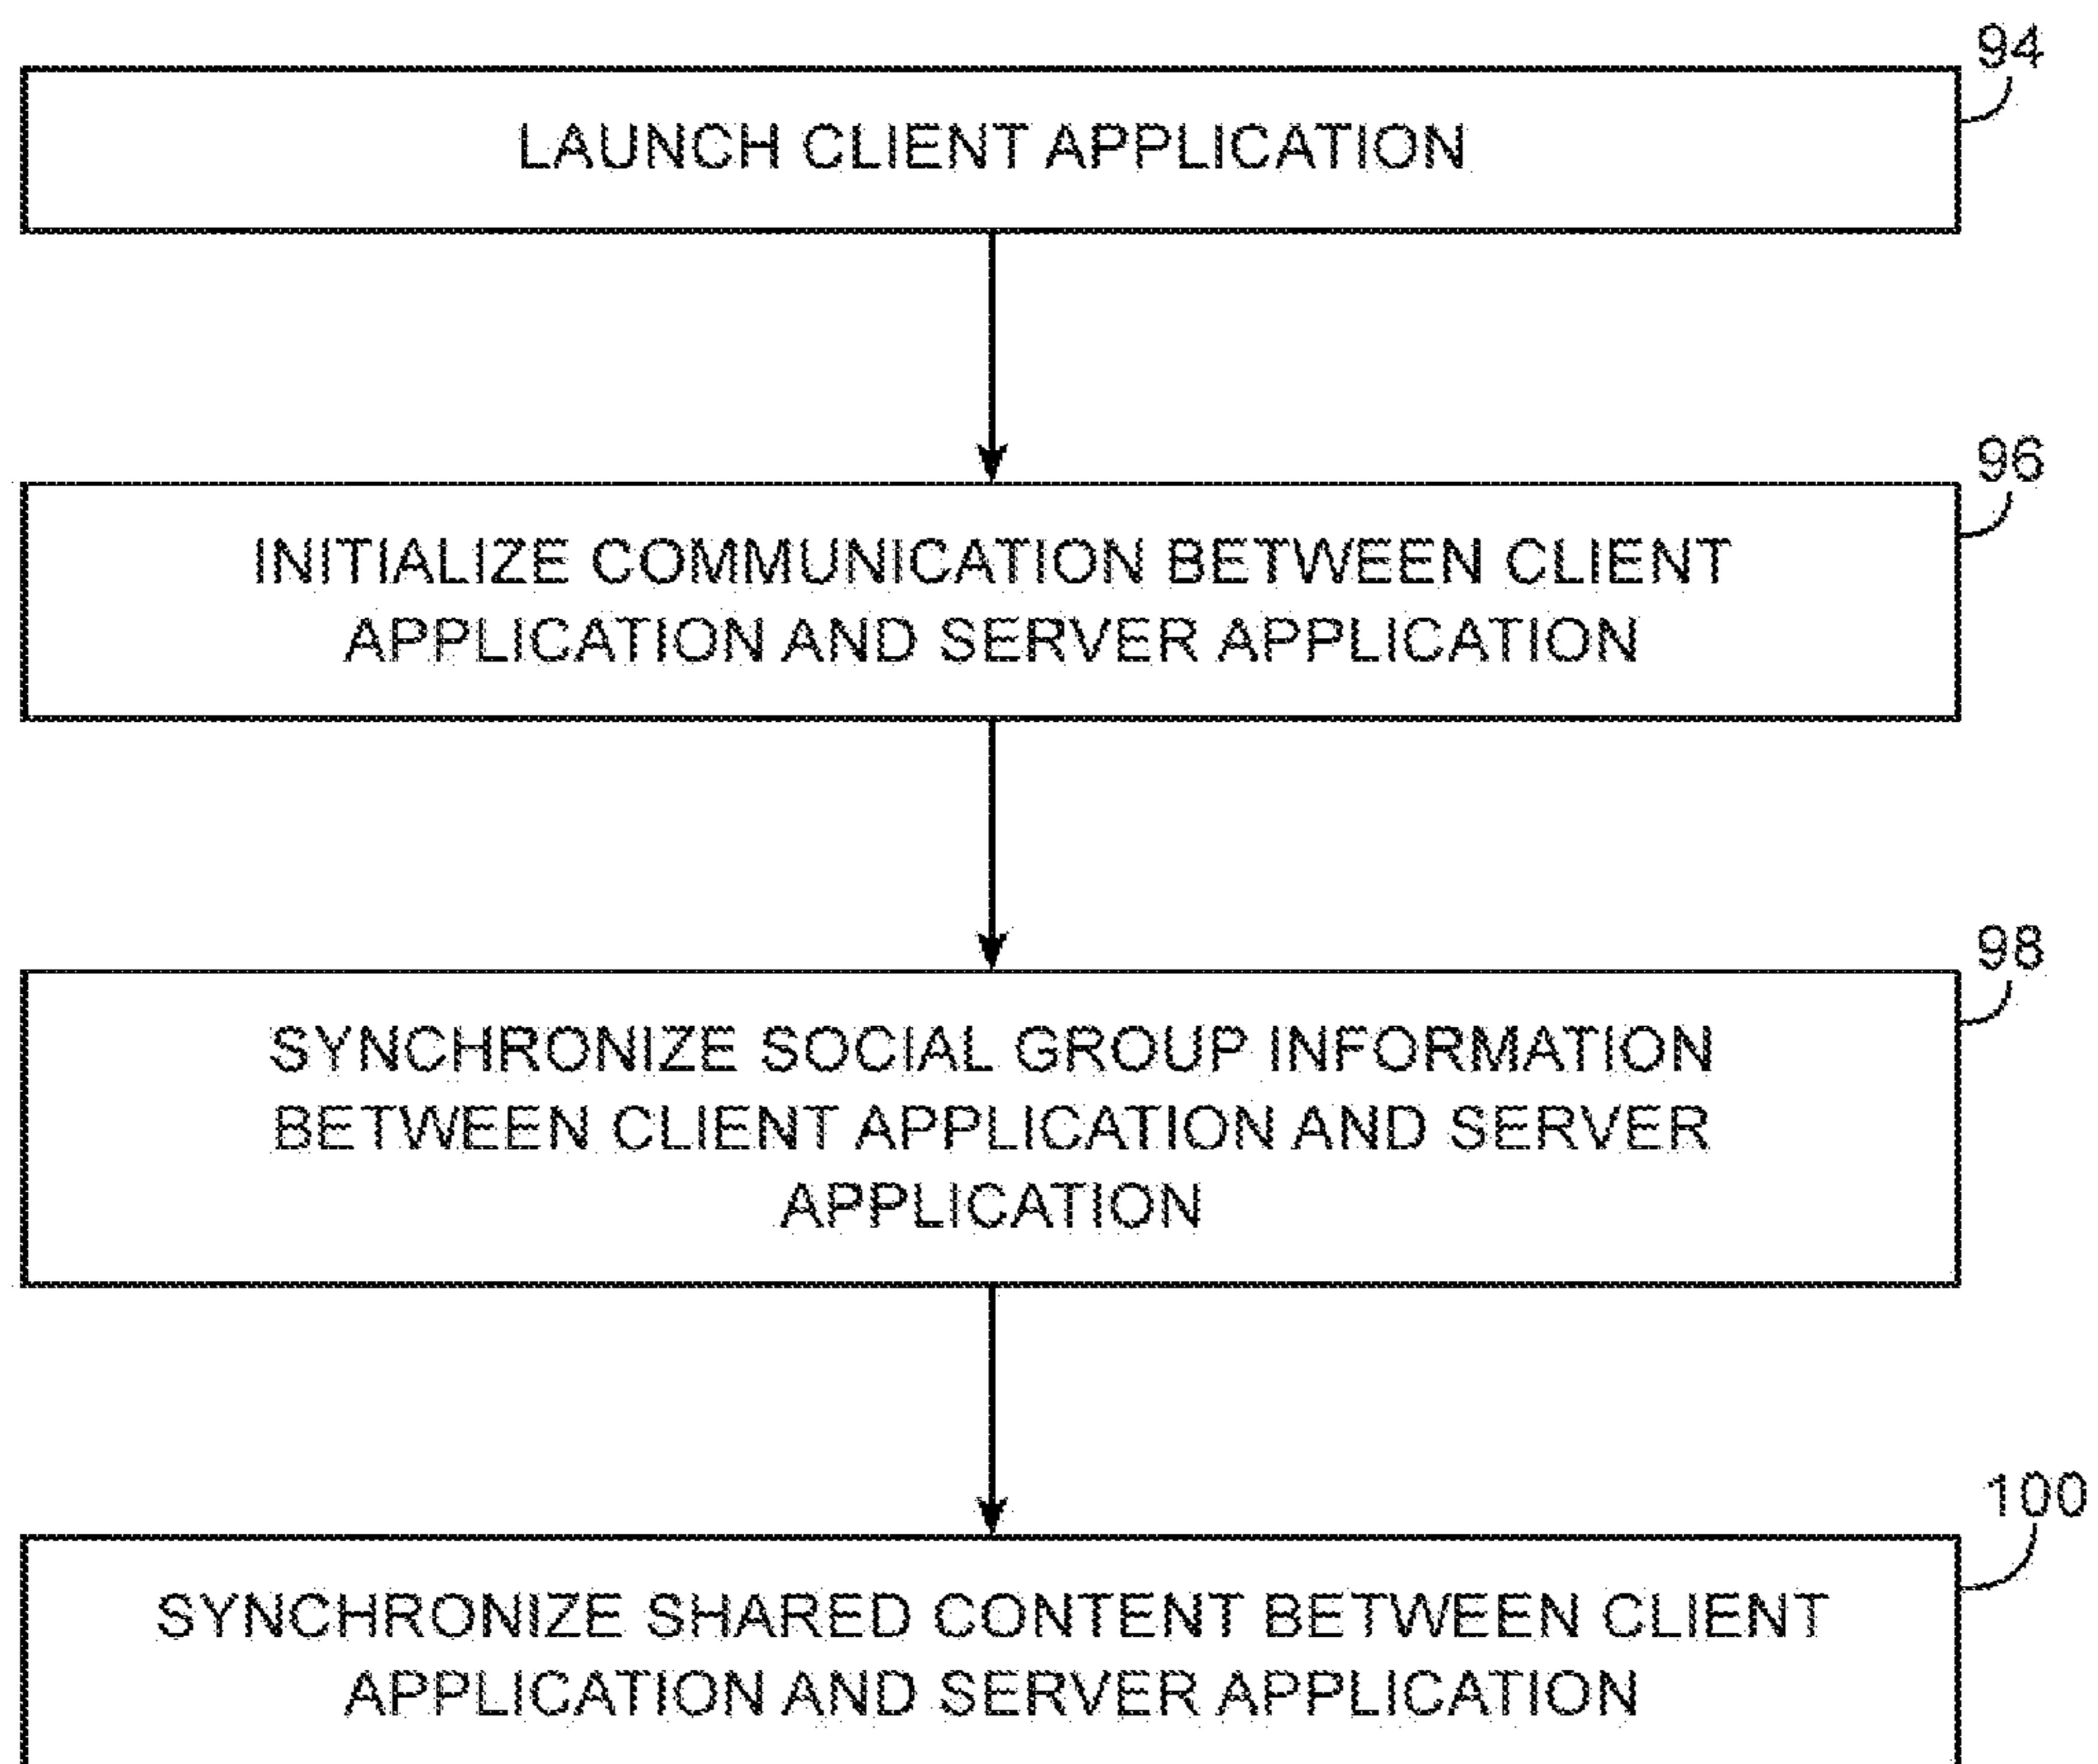 94
LAUNCH CLIENT APPLICATION
96
INITIALIZE COMMUNICATION BETWEEN CLIENT
APPLICATION AND SERVER APPLICATION
98
SYNCHRONIZE SOCIAL GROUP INFORMATION
BETWEEN CLIENT APPLICATION AND SERVER
APPLICATION
100
SYNCHRONIZE SHARED CONTENT BETWEEN CLIENT
APPLICATION AND SERVER APPLICATION